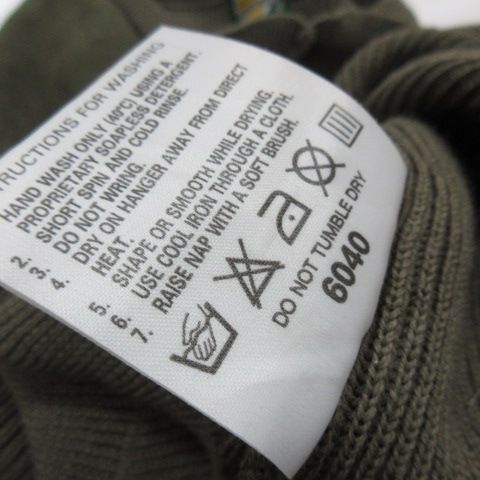 INSTRUCTIONS FOR WASHING
HAND WASH ONLY (40°C) USING A
PROPRIETARY SOAPLESS DETERGENT.
2. SHORT SPIN AND COLD RINSE.
3. DO NOT WRING.
4. DRY ON HANGER AWAY FROM DIRECT
HEAT.
5. SHAPE OR SMOOTH WHILE DRYING.
6. USE COOL IRON THROUGH A CLOTH.
7. RAISE NAP WITH A SOFT BRUSH.
DO NOT TUMBLE DRY
6040